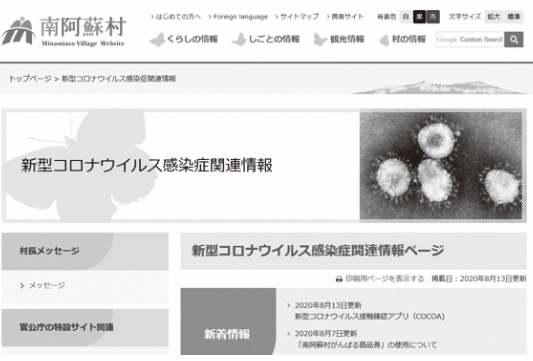 南阿蘇村
Minamiaso Village Website
はじめての方へ Foreign language サイトマップ 携帯サイト 背景色 白 黒 青 文字サイズ 拡大 標準
くらしの情報 しごとの情報 観光情報 村の情報 Google Custom Search
トップページ > 新型コロナウイルス感染症関連情報
新型コロナウイルス感染症関連情報
村長メッセージ
メッセージ
官公庁の特設サイト関連
新型コロナウイルス感染症関連情報ページ
印刷用ページを表示する 掲載日：2020年8月13日更新
新着情報
2020年8月13日更新
新型コロナウイルス接触確認アプリ（COCOA)
2020年8月7日更新
「南阿蘇村がんばる商品券」の使用について